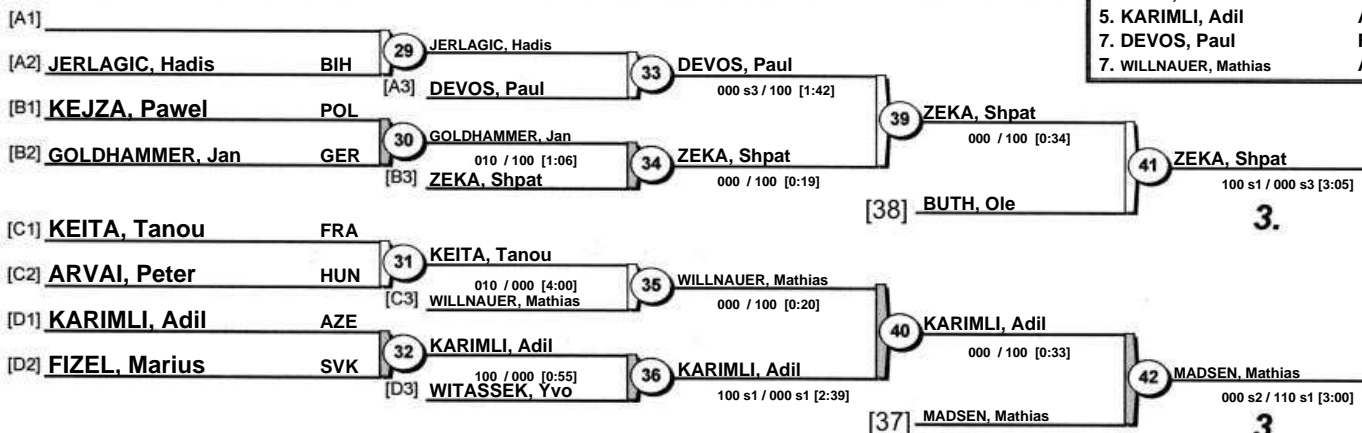 5. KARIMLI, Adil A
7. DEVOS, Paul
7. WILLNAUER, Mathias A
[A1]
[A2] JERLAGIC, Hadis BIH
29 JERLAGIC, Hadis
[A3] DEVOS, Paul
33 DEVOS, Paul
000 s3 / 100 [1:42]
[B1] KEJZA, Pawel POL
[B2] GOLDHAMMER, Jan GER
30 GOLDHAMMER, Jan
010 / 100 [1:06]
[B3] ZEKA, Shpat
34 ZEKA, Shpat
000 / 100 [0:19]
39 ZEKA, Shpat
000 / 100 [0:34]
[38] BUTH, Ole
41 ZEKA, Shpat
100 s1 / 000 s3 [3:05]
3.
[C1] KEITA, Tanou FRA
[C2] ARVAI, Peter HUN
31 KEITA, Tanou
010 / 000 [4:00]
[C3] WILLNAUER, Mathias
35 WILLNAUER, Mathias
000 / 100 [0:20]
[D1] KARIMLI, Adil AZE
[D2] FIZEL, Marius SVK
32 KARIMLI, Adil
100 / 000 [0:55]
[D3] WITASSEK, Yvo
36 KARIMLI, Adil
100 s1 / 000 s1 [2:39]
40 KARIMLI, Adil
000 / 100 [0:33]
[37] MADSEN, Mathias
42 MADSEN, Mathias
000 s2 / 110 s1 [3:00]
3